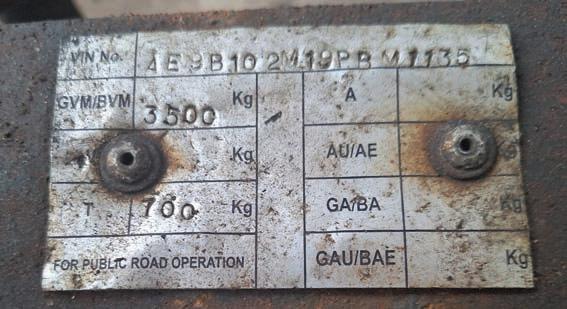 VIN No. AE9B102M19PBM1135
GVM/BVM 3500 Kg A Kg
Kg AU/AE
T 700 Kg GA/BA Kg
FOR PUBLIC ROAD OPERATION GAU/BAE Kg